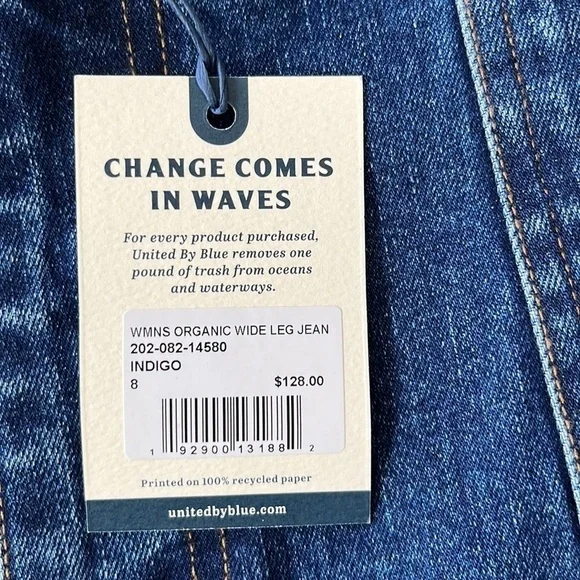 CHANGE COMES
IN WAVES
For every product purchased,
United By Blue removes one
pound of trash from oceans
and waterways.
WMNS ORGANIC WIDE LEG JEAN
202-082-14580
INDIGO
8 $128.00
1 92900 13188 2
Printed on 100% recycled paper
unitedbyblue.com